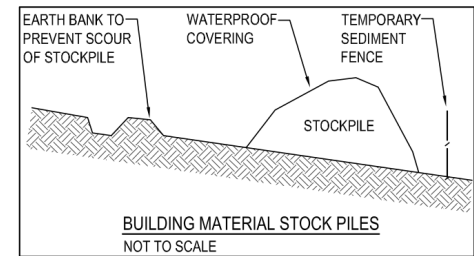 EARTH BANK TO
PREVENT SCOUR
OF STOCKPILE
WATERPROOF
COVERING
TEMPORARY
SEDIMENT
FENCE
STOCKPILE
BUILDING MATERIAL STOCK PILES
NOT TO SCALE